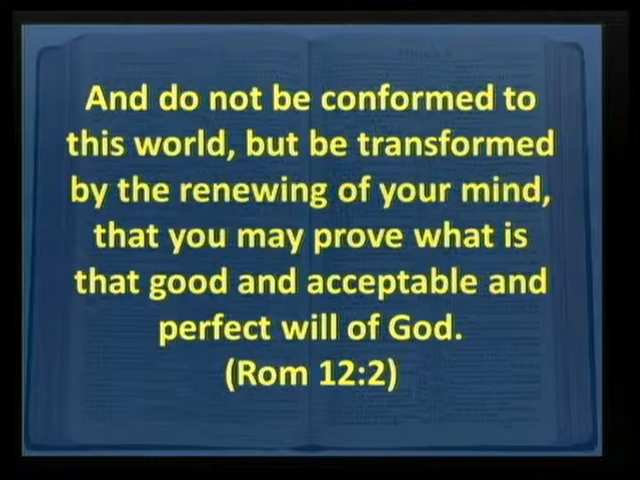 And do not be conformed to
this world, but be transformed
by the renewing of your mind,
that you may prove what is
that good and acceptable and
perfect will of God.
(Rom 12:2)